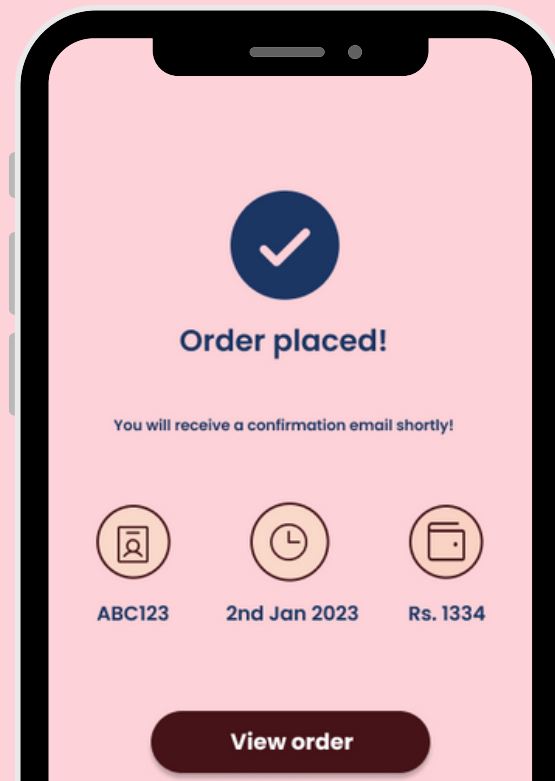 Order placed!
You will receive a confirmation email shortly!
ABC123 2nd Jan 2023 Rs. 1334
View order